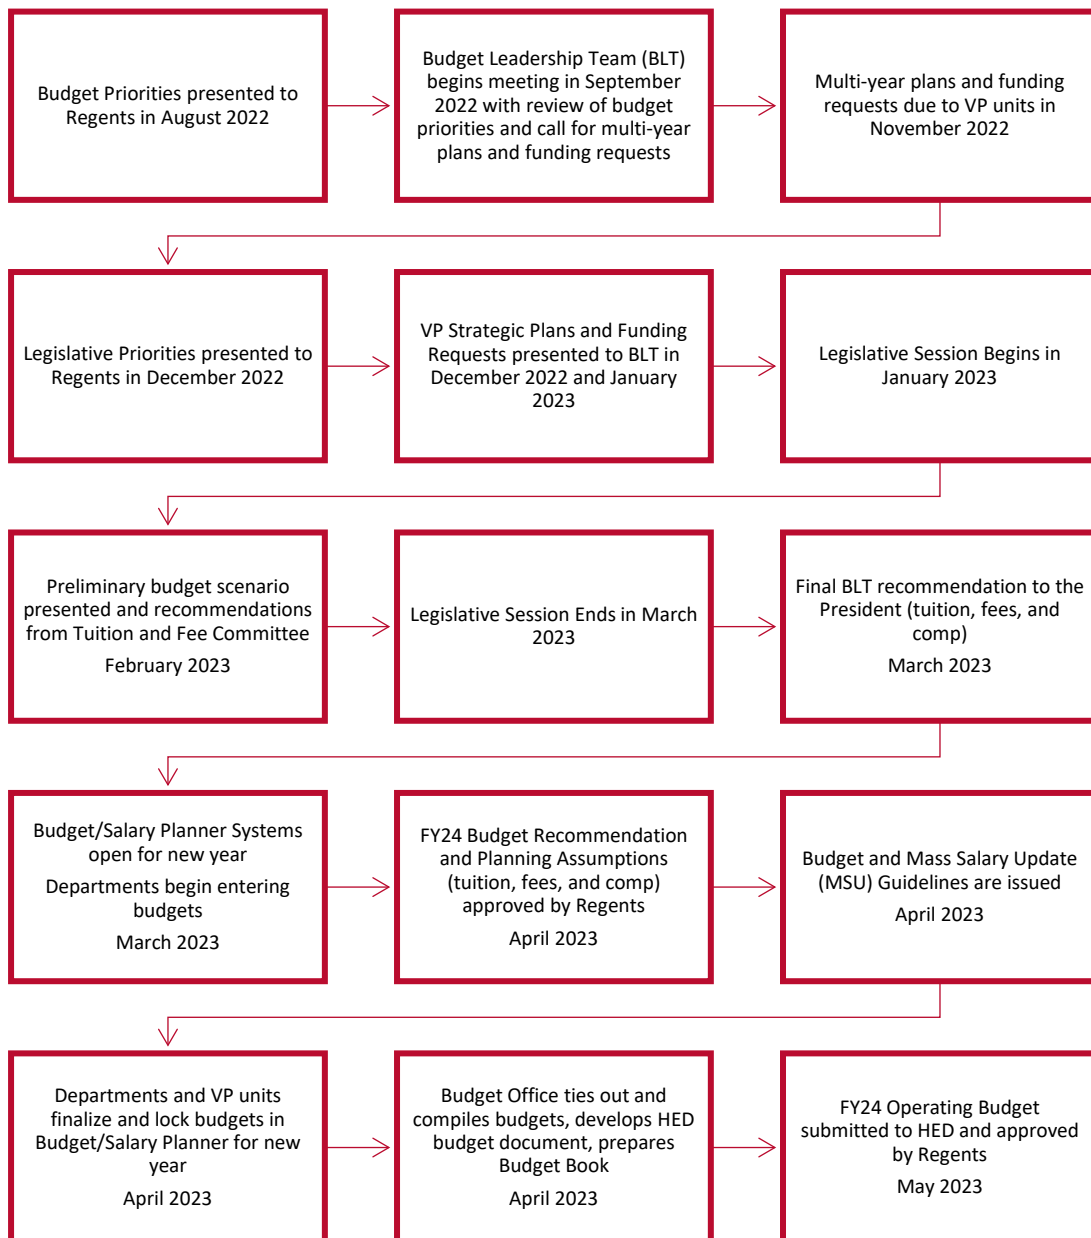 Budget Priorities presented to
Regents in August 2022
Budget Leadership Team (BLT)
begins meeting in September
2022 with review of budget
priorities and call for multi-year
plans and funding requests
Multi-year plans and funding
requests due to VP units in
November 2022
Legislative Priorities presented to
Regents in December 2022
VP Strategic Plans and Funding
Requests presented to BLT in
December 2022 and January
2023
Legislative Session Begins in
January 2023
Preliminary budget scenario
presented and recommendations
from Tuition and Fee Committee
February 2023
Legislative Session Ends in March
2023
Final BLT recommendation to the
President (tuition, fees, and
comp)
March 2023
Budget/Salary Planner Systems
open for new year
Departments begin entering
budgets
March 2023
FY24 Budget Recommendation
and Planning Assumptions
(tuition, fees, and comp)
approved by Regents
April 2023
Budget and Mass Salary Update
(MSU) Guidelines are issued
April 2023
Departments and VP units
finalize and lock budgets in
Budget/Salary Planner for new
year
April 2023
Budget Office ties out and
compiles budgets, develops HED
budget document, prepares
Budget Book
April 2023
FY24 Operating Budget
submitted to HED and approved
by Regents
May 2023